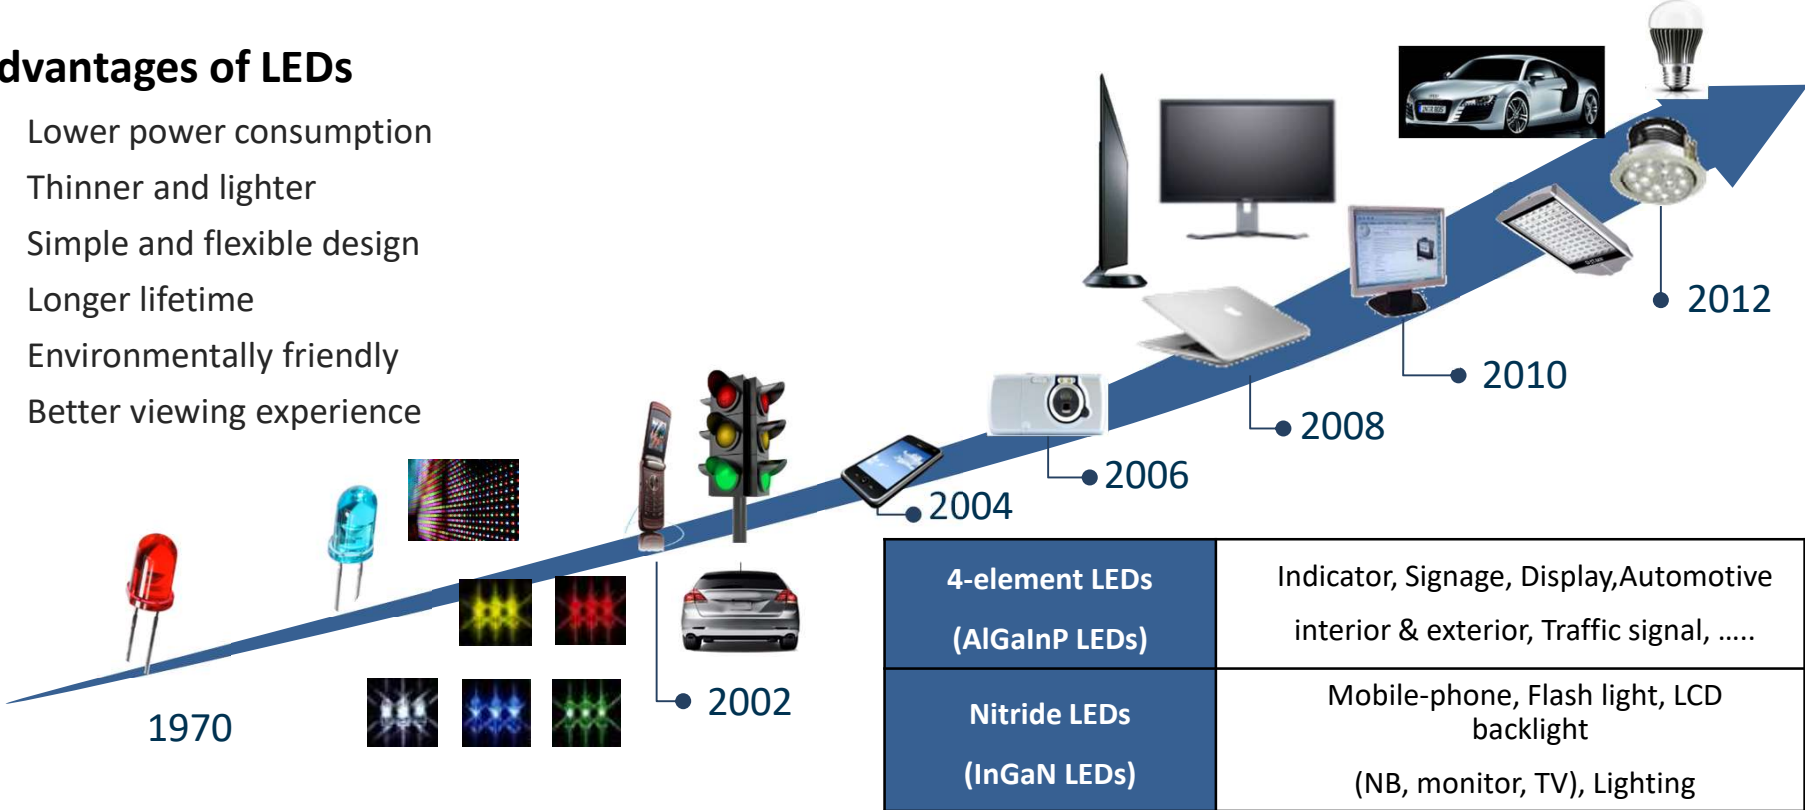 dvantages of LEDs
Lower power consumption
Thinner and lighter
Simple and flexible design
Longer lifetime
Environmentally friendly
Better viewing experience
1970
2002
2004
2006
2008
2010
2012
4-element LEDs
(AlGaInP LEDs)
Indicator, Signage, Display,Automotive
interior & exterior, Traffic signal, .....
Nitride LEDs
(InGaN LEDs)
Mobile-phone, Flash light, LCD
backlight
(NB, monitor, TV), Lighting